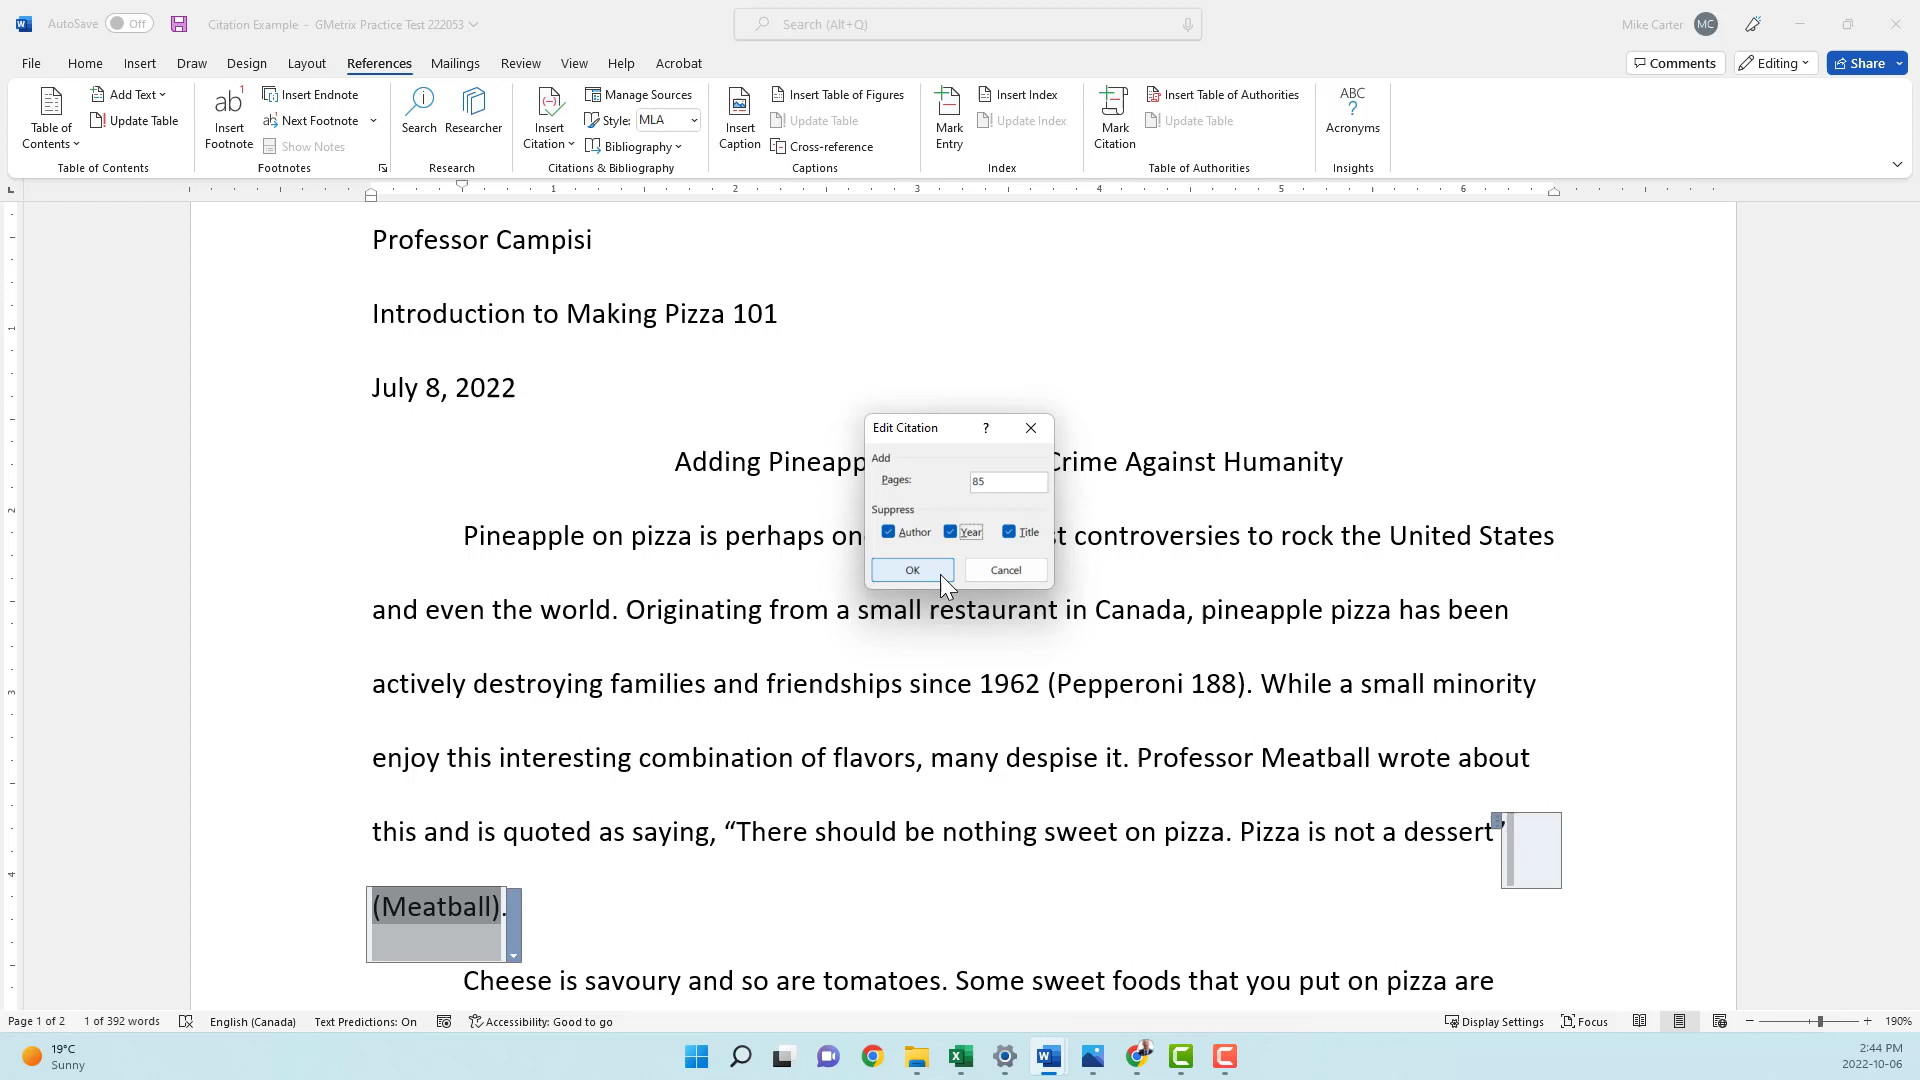 AutoSave Off Citation Example - GMetrix Practice Test 222053 Search (Alt+Q) Mike Carter MC
File Home Insert Draw Design Layout References Mailings Review View Help Acrobat Comments Editing Share
Table of Contents
Add Text
Update Table
Table of Contents
ab 1
Insert Footnote
Insert Endnote
Next Footnote
Show Notes
Footnotes
Search
Researcher
Research
Insert Citation
Manage Sources
Style: MLA
Bibliography
Citations & Bibliography
Insert Caption
Insert Table of Figures
Update Table
Cross-reference
Captions
Mark Entry
Insert Index
Update Index
Index
Mark Citation
Insert Table of Authorities
Update Table
Table of Authorities
ABC
?
Acronyms
Insights
1 2 3 4 5 6
1
2
3
4
Professor Campisi
Introduction to Making Pizza 101
July 8, 2022
Adding Pineapp Crime Against Humanity
Edit Citation ?
Add
Pages: 85
Suppress
Author Year Title
OK Cancel
Pineapple on pizza is perhaps on t controversies to rock the United States
and even the world. Originating from a small restaurant in Canada, pineapple pizza has been
actively destroying families and friendships since 1962 (Pepperoni 188). While a small minority
enjoy this interesting combination of flavors, many despise it. Professor Meatball wrote about
this and is quoted as saying, “There should be nothing sweet on pizza. Pizza is not a dessert”
(Meatball).
Cheese is savoury and so are tomatoes. Some sweet foods that you put on pizza are
Page 1 of 2 1 of 392 words English (Canada) Text Predictions: On Accessibility: Good to go Display Settings Focus 190%
19°C
Sunny
2:44 PM
2022-10-06